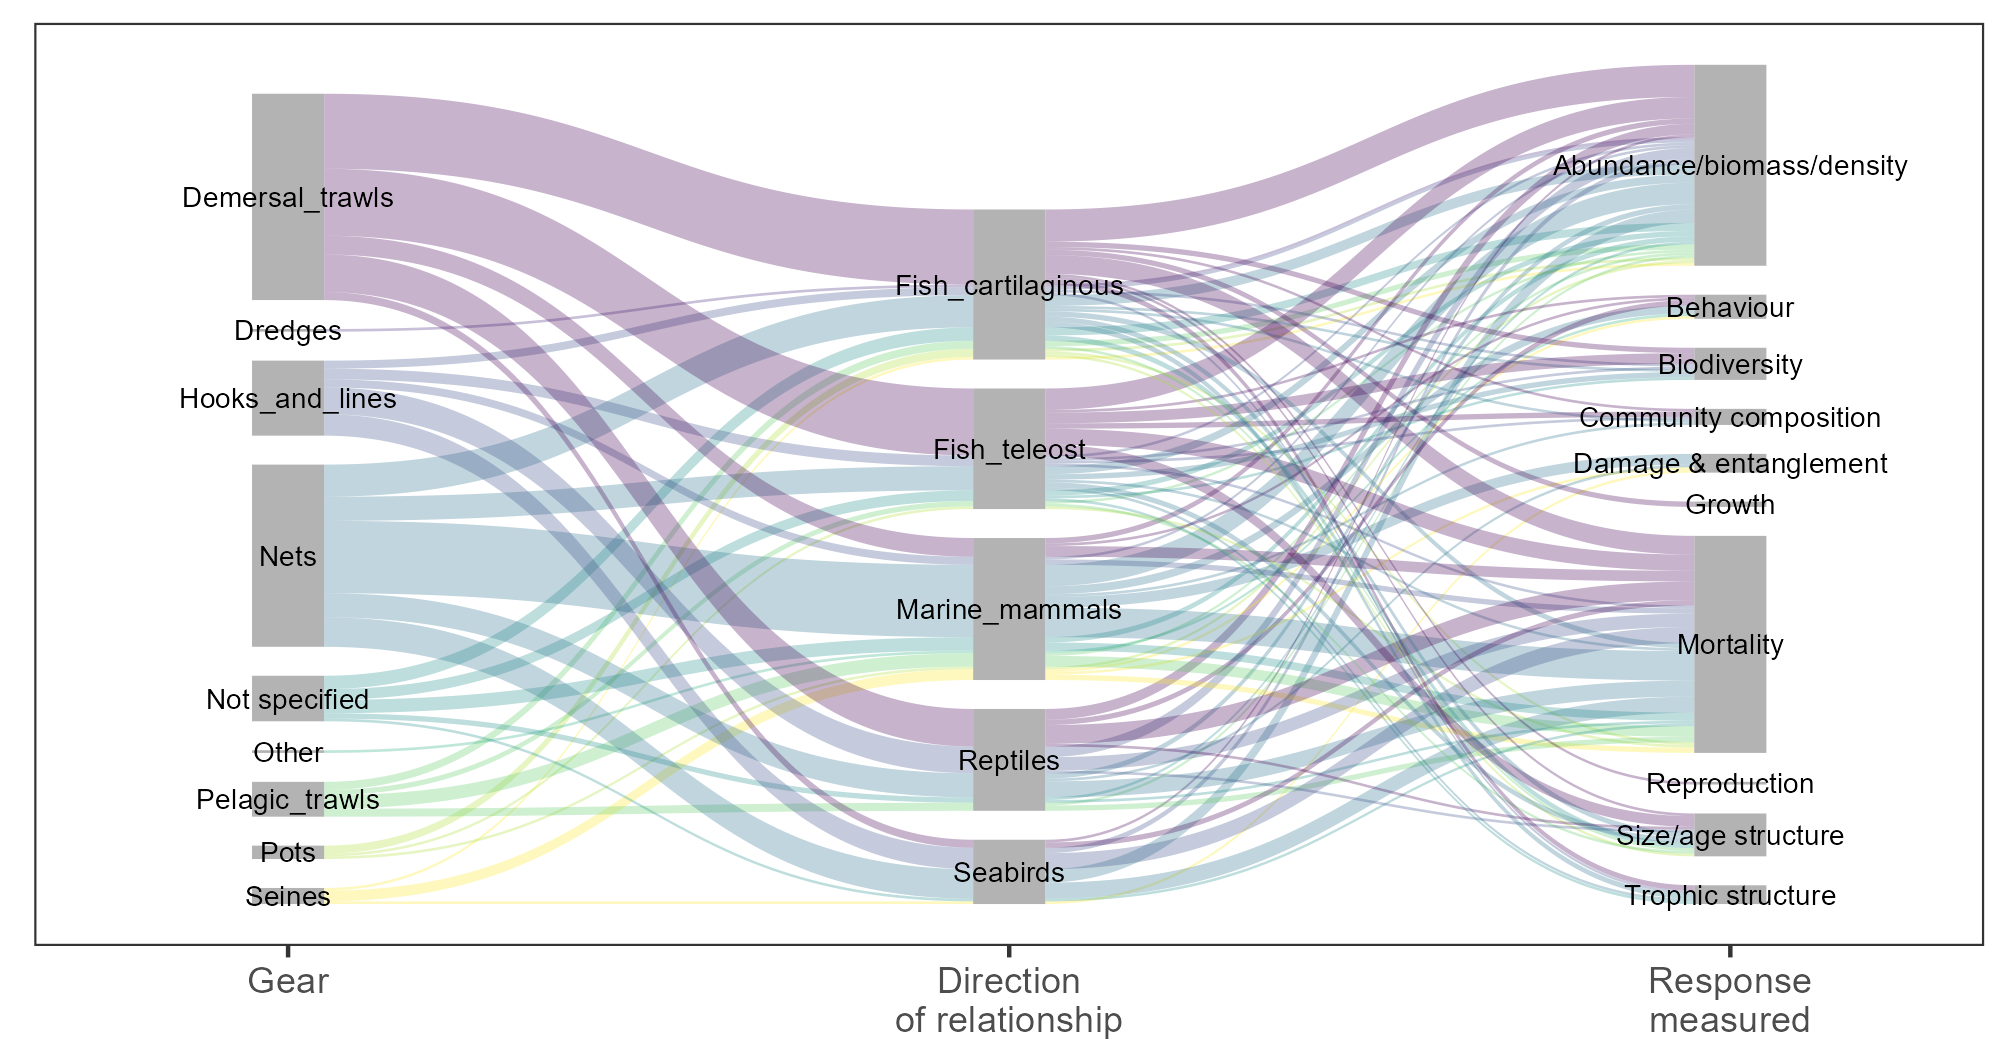 Demersal_trawls
Dredges
Hooks_and_lines
Nets
Not specified
Other
Pelagic_trawls
Pots
Seines
Fish_cartilaginous
Fish_teleost
Marine_mammals
Reptiles
Seabirds
Abundance/biomass/density
Behaviour
Biodiversity
Community composition
Damage & entanglement
Growth
Mortality
Reproduction
Size/age structure
Trophic structure
Gear
Direction
of relationship
Response
measured